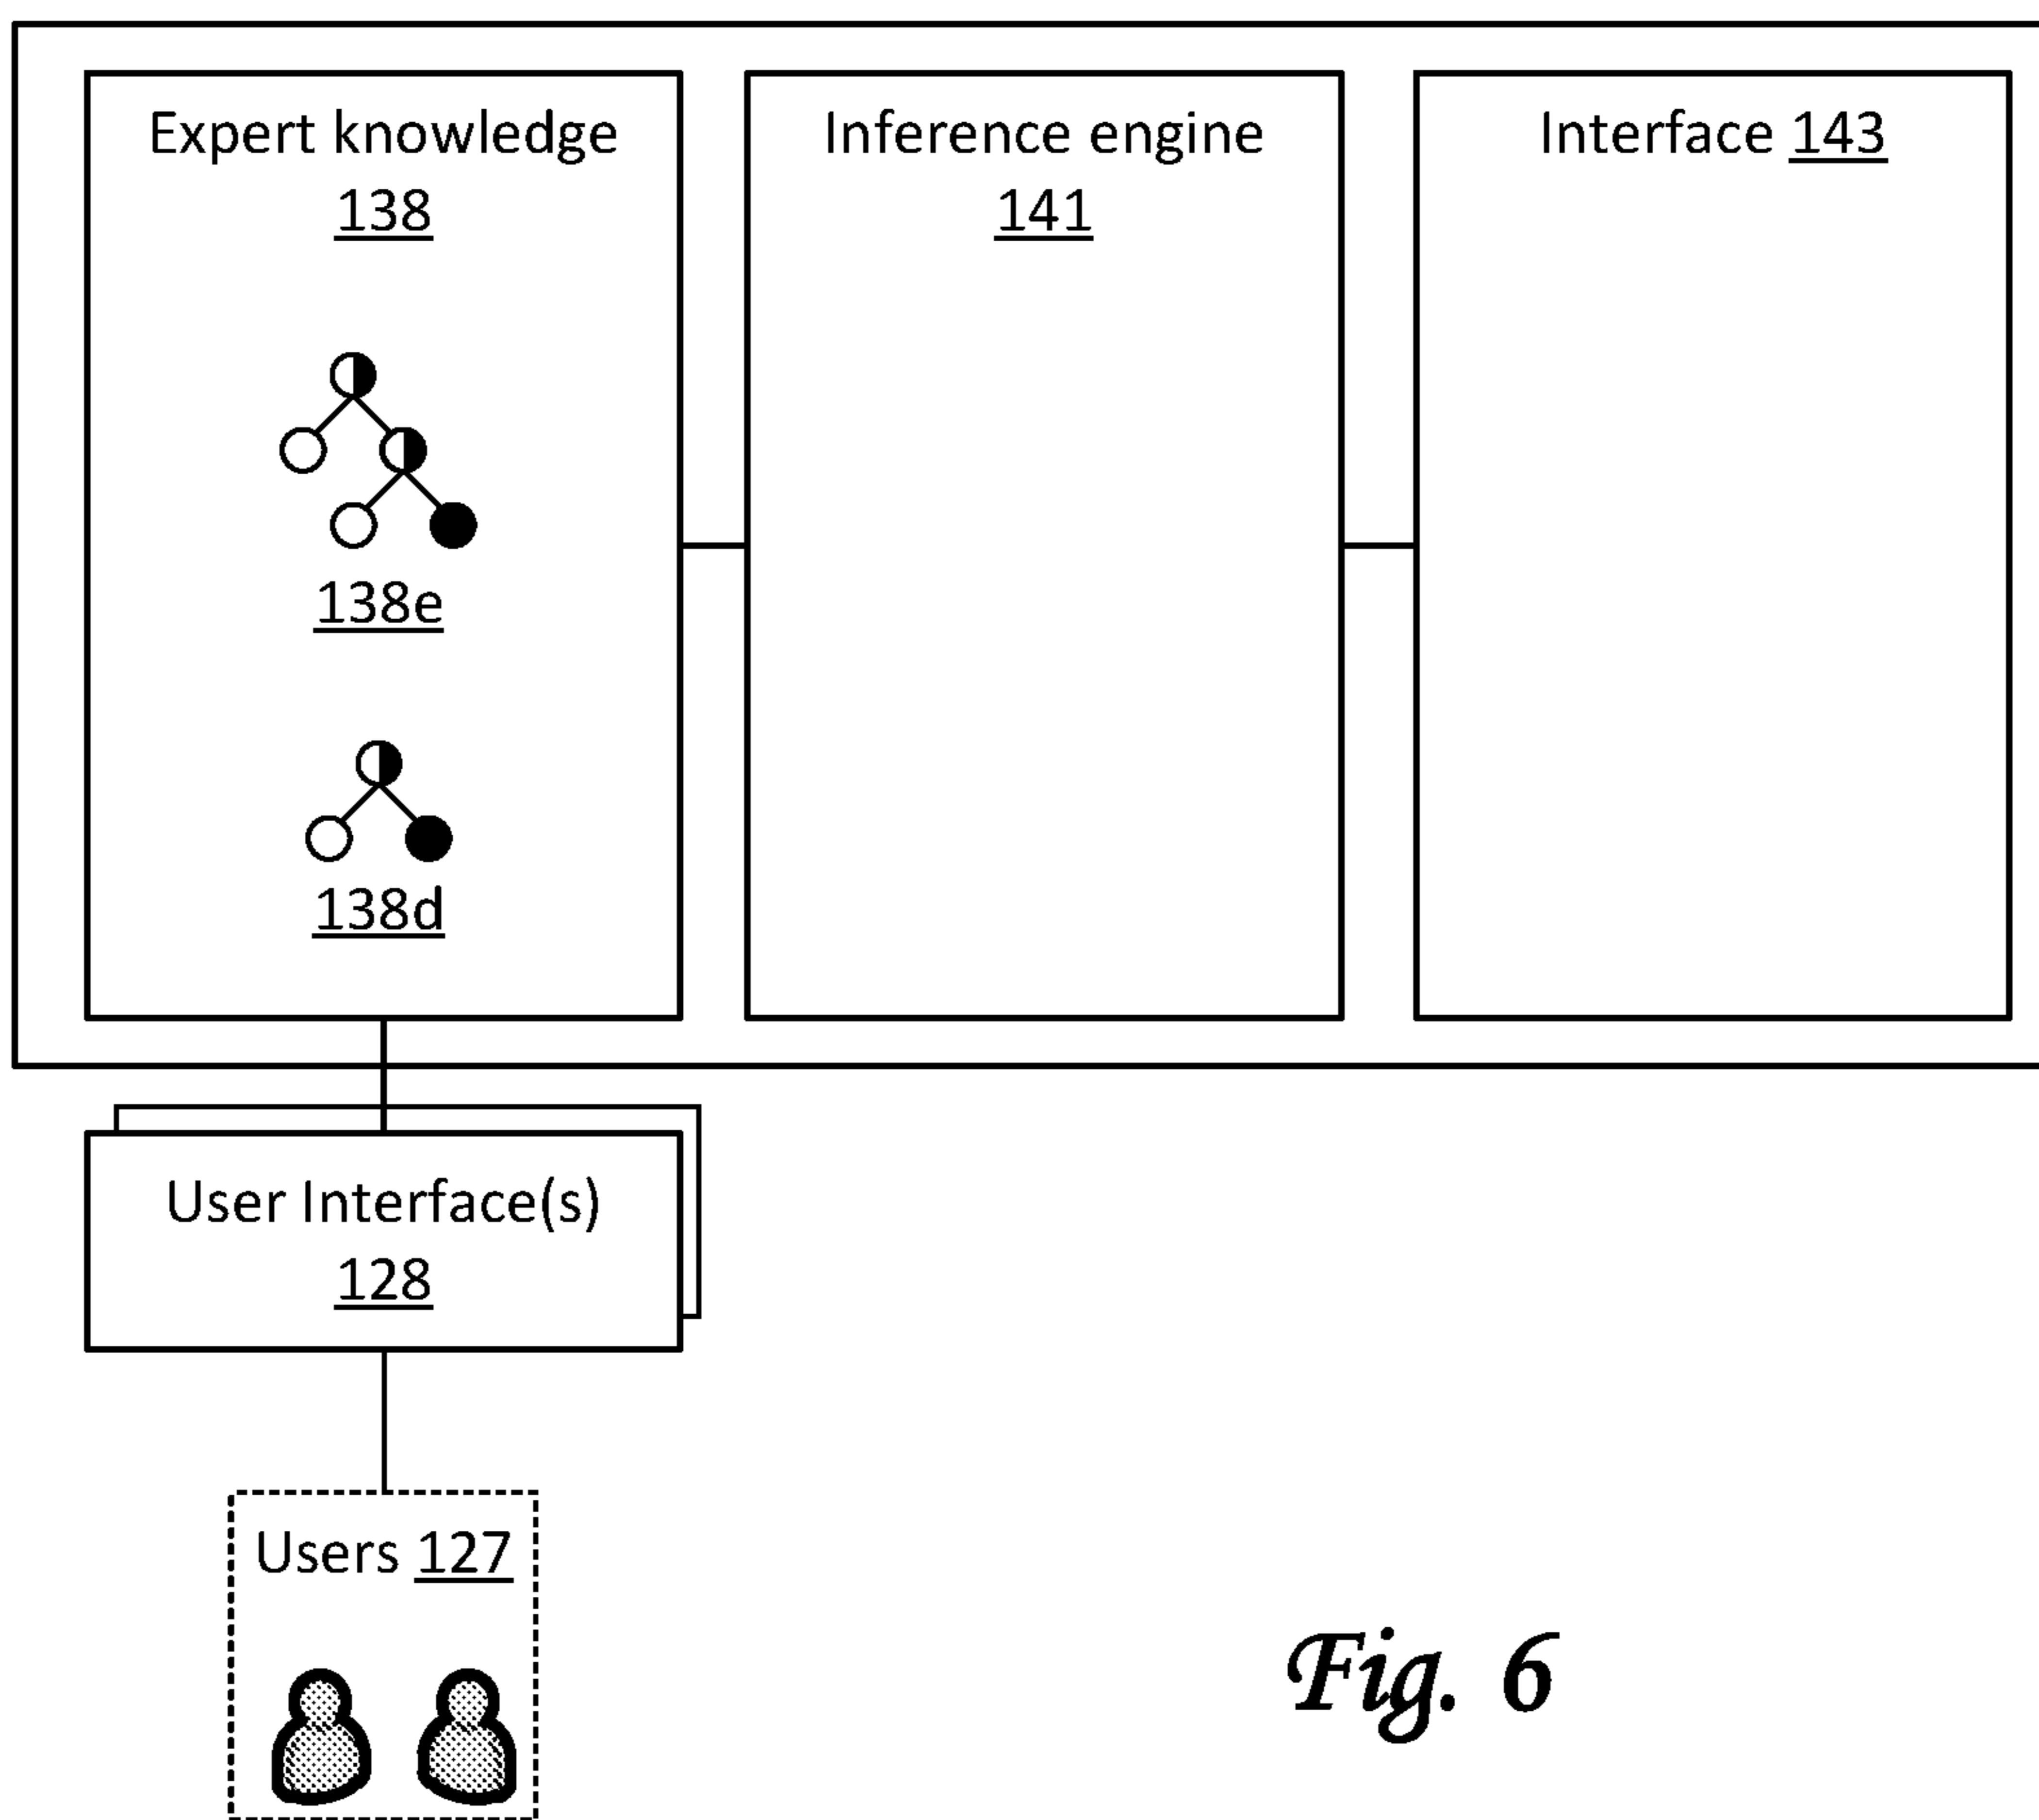 Expert knowledge
138
Inference engine
141
Interface 143
138e
138d
User Interface(s)
128
Users 127
Fig. 6